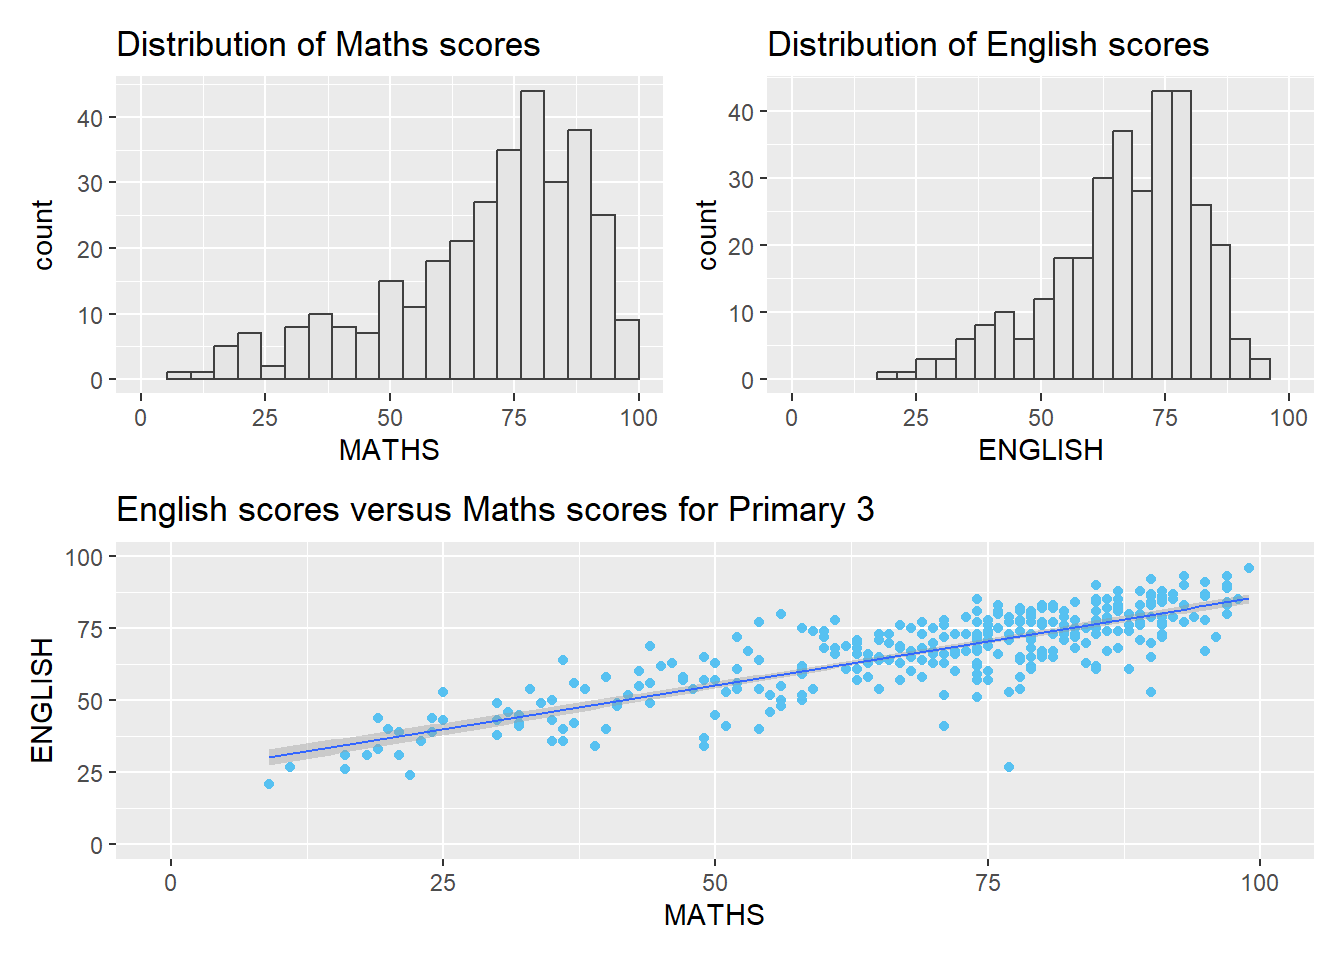 Distribution of Maths scores
count
40
30
20
10
0
0 25 50 75 100
MATHS
Distribution of English scores
count
40
30
20
10
0
0 25 50 75 100
ENGLISH
English scores versus Maths scores for Primary 3
ENGLISH
100
75
50
25
0
0 25 50 75 100
MATHS